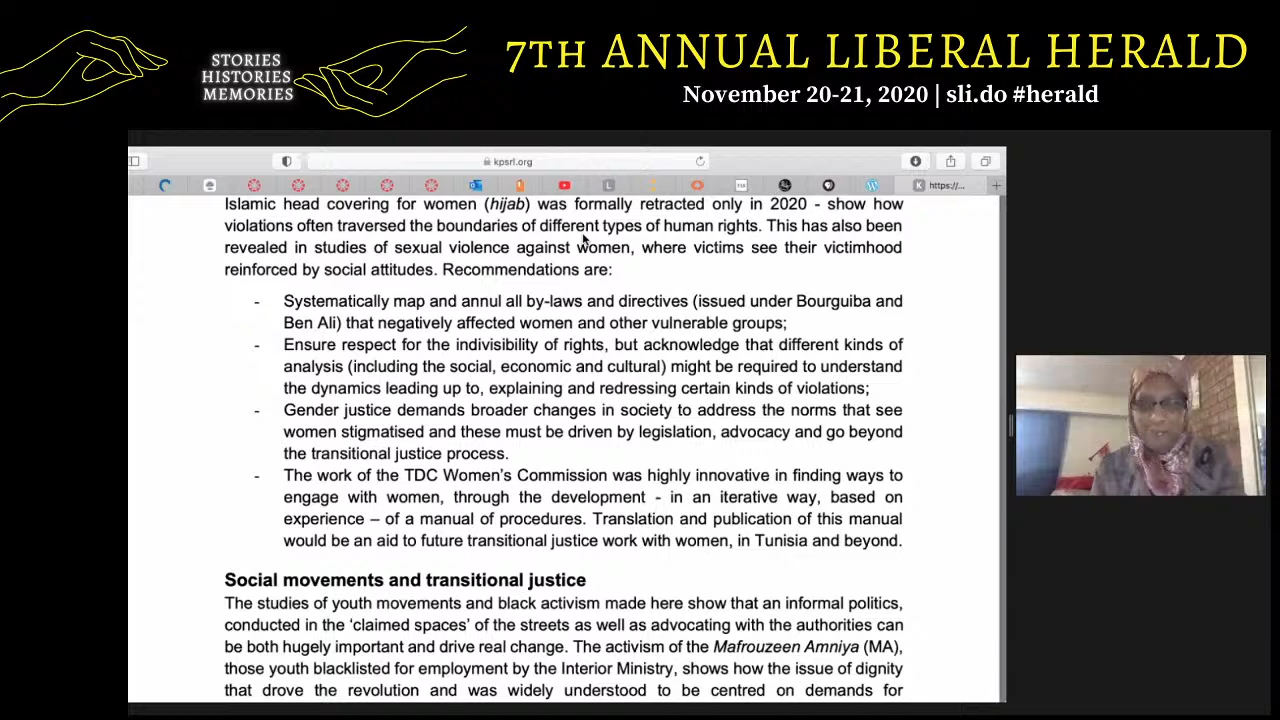 STORIES
HISTORIES
MEMORIES
7TH ANNUAL LIBERAL HERALD
November 20-21, 2020 | sli.do #herald
kpsrl.org
https://...
Islamic head covering for women (hijab) was formally retracted only in 2020 - show how
violations often traversed the boundaries of different types of human rights. This has also been
revealed in studies of sexual violence against women, where victims see their victimhood
reinforced by social attitudes. Recommendations are:
- Systematically map and annul all by-laws and directives (issued under Bourguiba and
Ben Ali) that negatively affected women and other vulnerable groups;
- Ensure respect for the indivisibility of rights, but acknowledge that different kinds of
analysis (including the social, economic and cultural) might be required to understand
the dynamics leading up to, explaining and redressing certain kinds of violations;
- Gender justice demands broader changes in society to address the norms that see
women stigmatised and these must be driven by legislation, advocacy and go beyond
the transitional justice process.
- The work of the TDC Women’s Commission was highly innovative in finding ways to
engage with women, through the development - in an iterative way, based on
experience – of a manual of procedures. Translation and publication of this manual
would be an aid to future transitional justice work with women, in Tunisia and beyond.
Social movements and transitional justice
The studies of youth movements and black activism made here show that an informal politics,
conducted in the ‘claimed spaces’ of the streets as well as advocating with the authorities can
be both hugely important and drive real change. The activism of the Mafrouzeen Amniya (MA),
those youth blacklisted for employment by the Interior Ministry, shows how the issue of dignity
that drove the revolution and was widely understood to be centred on demands for